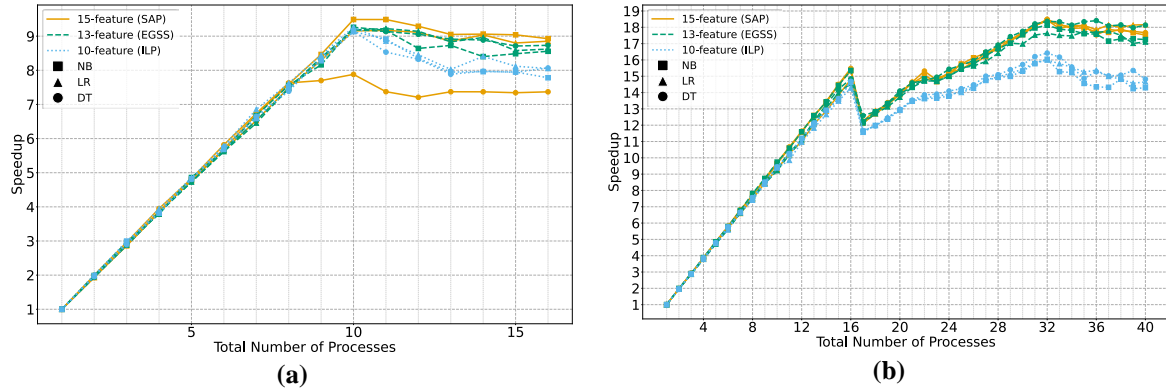 15-feature (SAP)
13-feature (EGSS)
10-feature (ILP)
NB
LR
DT
9
8
7
6
5
4
3
2
1
Speedup
5
10
15
Total Number of Processes
(a)
15-feature (SAP)
13-feature (EGSS)
10-feature (ILP)
NB
LR
DT
19
18
17
16
15
14
13
12
11
10
9
8
7
6
5
4
3
2
1
Speedup
4
8
12
16
20
24
28
32
36
40
Total Number of Processes
(b)